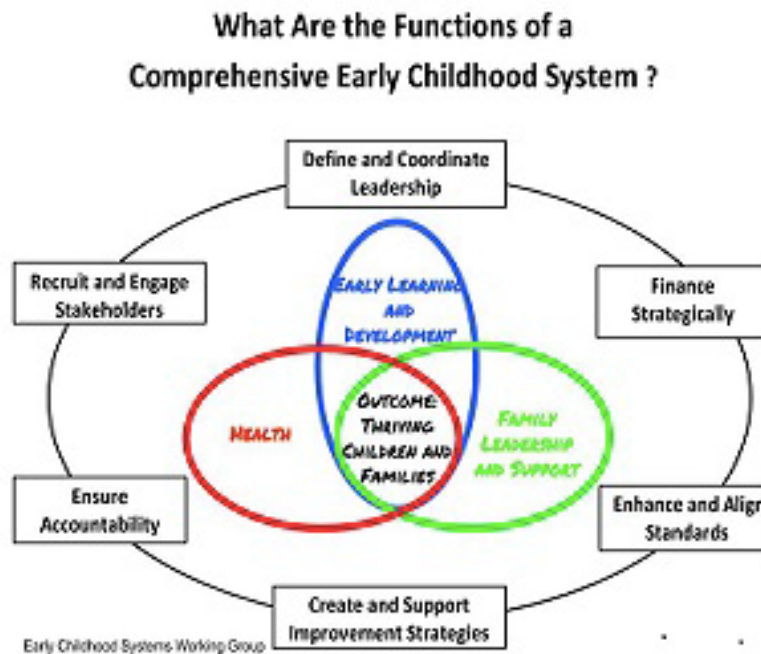 What Are the Functions of a
Comprehensive Early Childhood System ?
Define and Coordinate
Leadership
Recruit and Engage
Stakeholders
Finance
Strategically
EARLY LEARNING
AND
DEVELOPMENT
HEALTH
OUTCOME:
THRIVING
CHILDREN AND
FAMILIES
FAMILY
LEADERSHIP
AND SUPPORT
Ensure
Accountability
Enhance and Align
Standards
Create and Support
Improvement Strategies
Early Childhood Systems Working Group